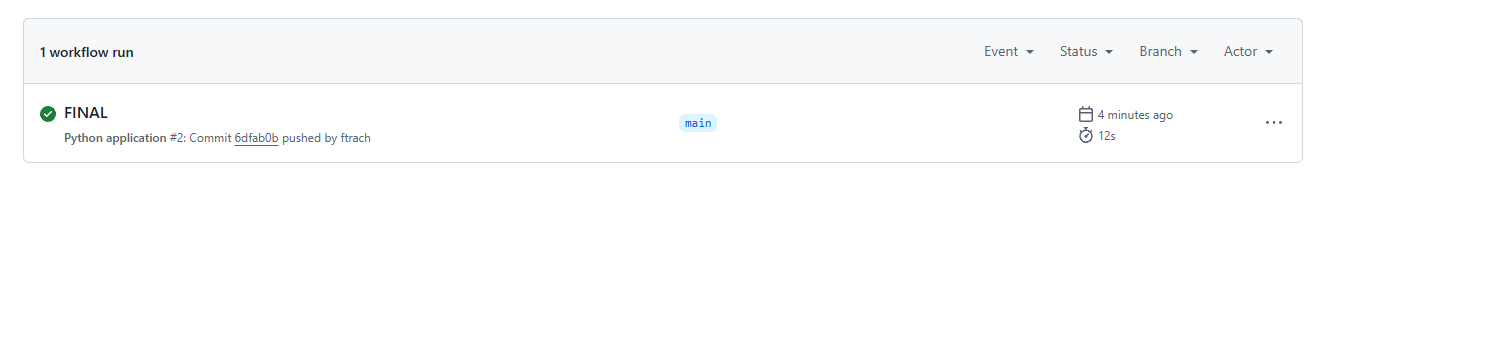 1 workflow run
Event Status Branch Actor
FINAL
Python application #2: Commit 6dfab0b pushed by ftrach
main
4 minutes ago
12s